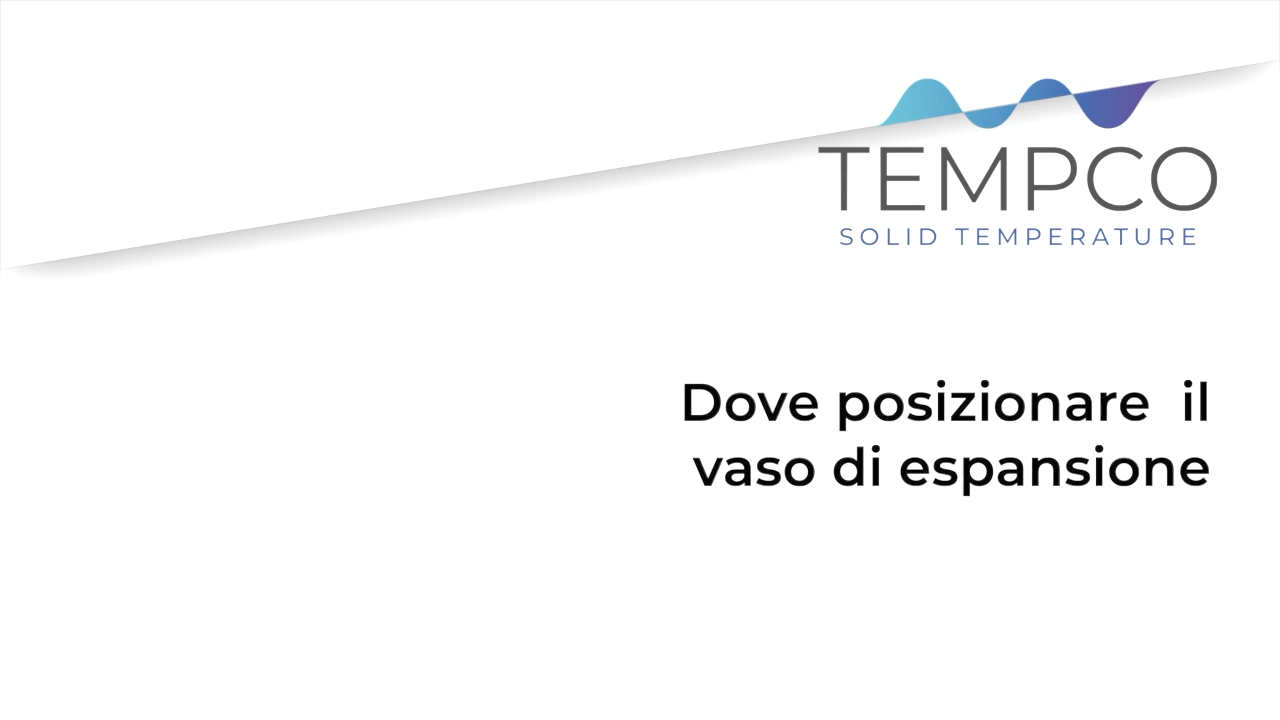 TEMPCO
SOLID TEMPERATURE
Dove posizionare il
vaso di espansione